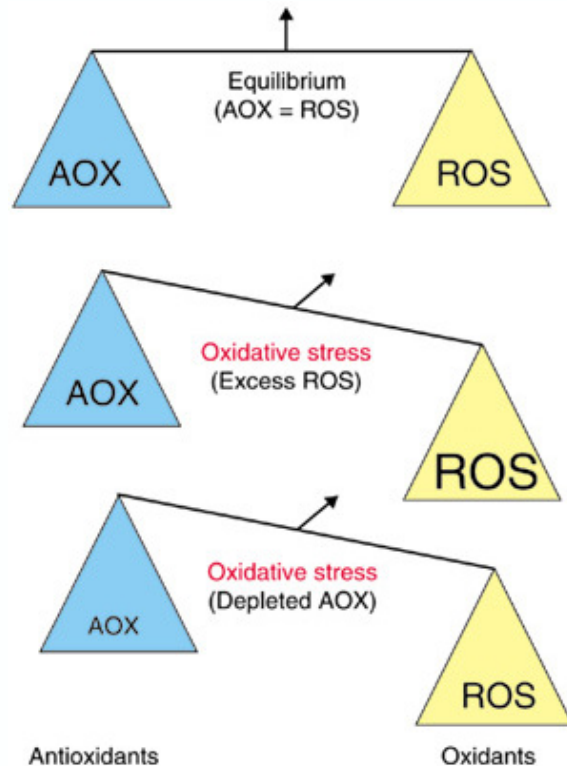 Equilibrium
(AOX = ROS)
AOX
ROS
Oxidative stress
(Excess ROS)
AOX
ROS
Oxidative stress
(Depleted AOX)
AOX
ROS
Antioxidants
Oxidants